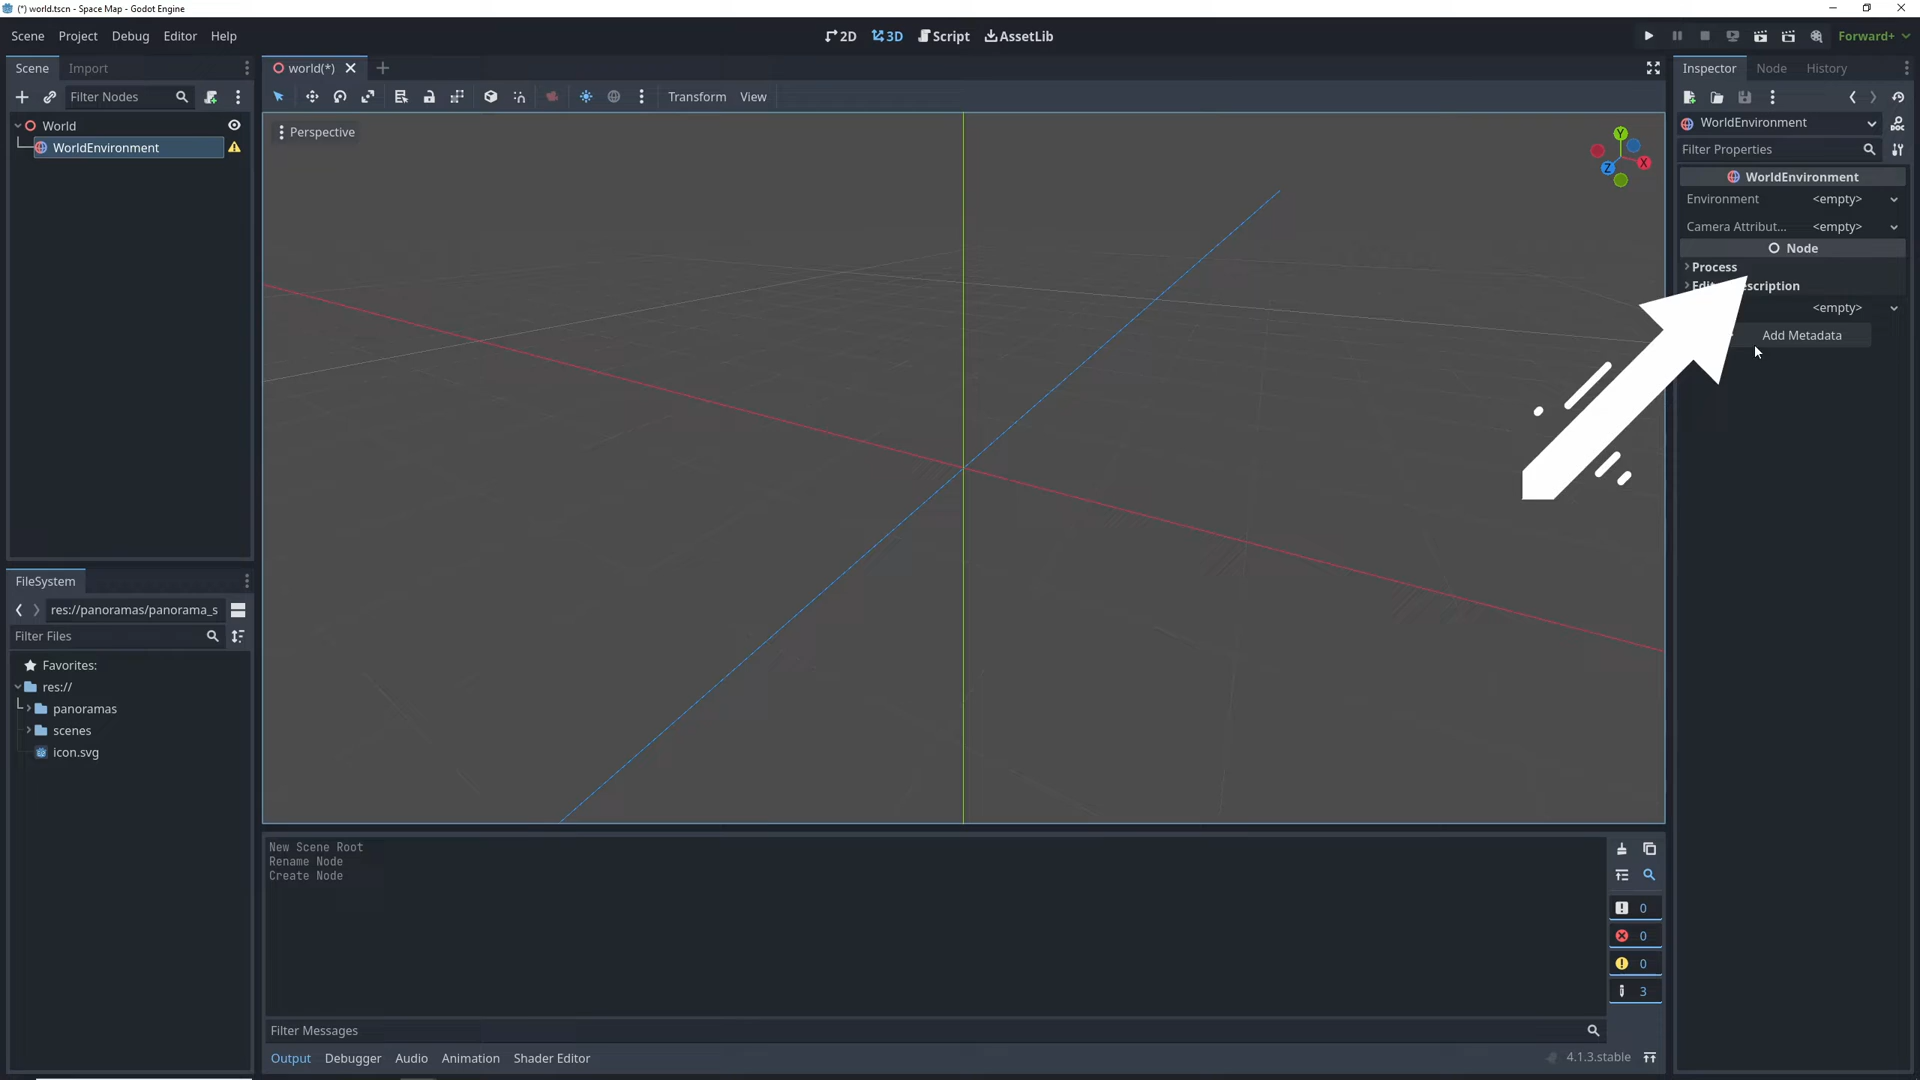 (*) world.tscn - Space Map - Godot Engine
Scene Project Debug Editor Help
2D 3D Script AssetLib
Forward+
Scene Import
world(*)
Inspector Node History
Filter Nodes
Transform View
World
WorldEnvironment
Perspective
Y
X
Z
WorldEnvironment
DOC
Filter Properties
WorldEnvironment
Environment <empty>
Camera Attribut... <empty>
Node
Process
<empty>
Add Metadata
FileSystem
res://panoramas/panorama_s
Filter Files
Favorites:
res://
panoramas
scenes
icon.svg
New Scene Root
Rename Node
Create Node
0
0
0
3
Filter Messages
Output Debugger Audio Animation Shader Editor
4.1.3.stable